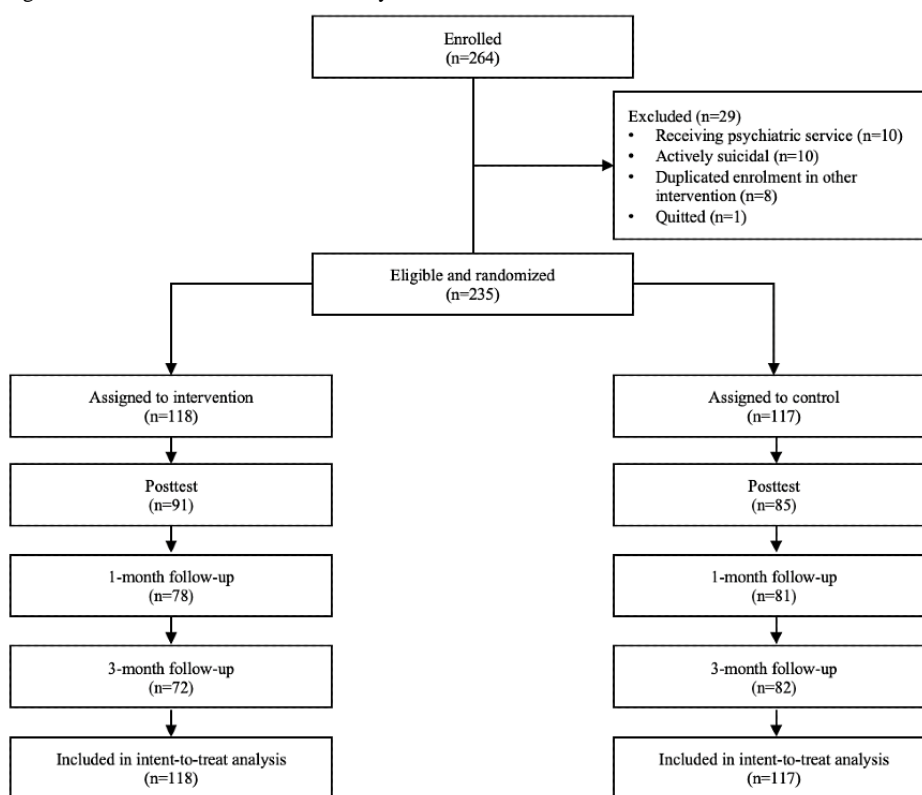 Enrolled
(n=264)
Excluded (n=29)
• Receiving psychiatric service (n=10)
• Actively suicidal (n=10)
• Duplicated enrolment in other
intervention (n=8)
• Quitted (n=1)
Eligible and randomized
(n=235)
Assigned to intervention
(n=118)
Posttest
(n=91)
1-month follow-up
(n=78)
3-month follow-up
(n=72)
Included in intent-to-treat analysis
(n=118)
Assigned to control
(n=117)
Posttest
(n=85)
1-month follow-up
(n=81)
3-month follow-up
(n=82)
Included in intent-to-treat analysis
(n=117)